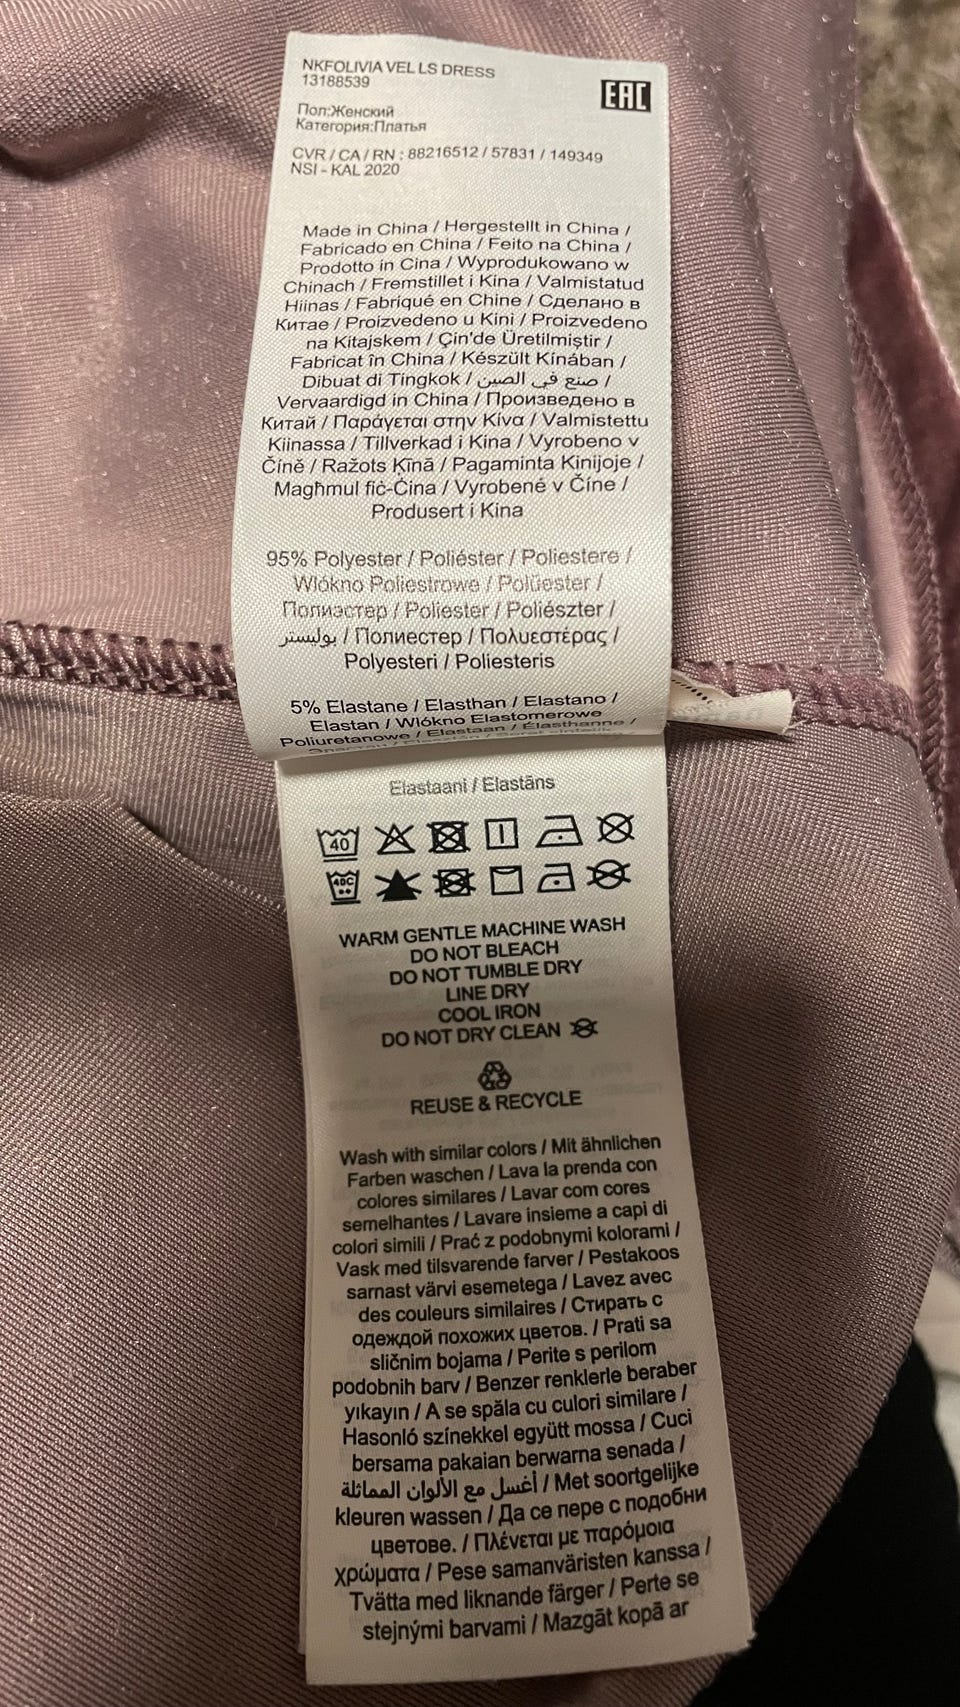 NKFOLIVIA VEL LS DRESS
13188539
EAC
Пол:Женский
Категория:Платья
CVR / CA / RN : 88216512 / 57831 / 149349
NSI - KAL 2020
Made in China / Hergestellt in China /
Fabricado en China / Feito na China /
Prodotto in Cina / Wyprodukowano w
Chinach / Fremstillet i Kina / Valmistatud
Hiinas / Fabriqué en Chine / Сделано в
Китае / Proizvedeno u Kini / Proizvedeno
na Kitajskem / Çin'de Üretilmiştir /
Fabricat în China / Készült Kínában /
Dibuat di Tingkok / صنع في الصين /
Vervaardigd in China / Произведено в
Китай / Παράγεται στην Κίνα / Valmistettu
Kiinassa / Tillverkad i Kina / Vyrobeno v
Číně / Ražots Ķīnā / Pagaminta Kinijoje /
Magħmul fiċ-Ċina / Vyrobené v Číne /
Produsert i Kina
95% Polyester / Poliéster / Poliestere /
Włókno Poliestrowe / Polüester /
Полиэстер / Poliester / Poliészter /
بوليستر / Полиестер / Πολυεστέρας /
Polyesteri / Poliesteris
5% Elastane / Elasthan / Elastano /
Elastan / Włókno Elastomerowe
Poliuretanowe / Elastaan / Élasthanne /
Elastaani / Elastāns
40
40C
WARM GENTLE MACHINE WASH
DO NOT BLEACH
DO NOT TUMBLE DRY
LINE DRY
COOL IRON
DO NOT DRY CLEAN
REUSE & RECYCLE
Wash with similar colors / Mit ähnlichen
Farben waschen / Lava la prenda con
colores similares / Lavar com cores
semelhantes / Lavare insieme a capi di
colori simili / Prać z podobnymi kolorami /
Vask med tilsvarende farver / Pestakoos
sarnast värvi esemetega / Lavez avec
des couleurs similaires / Стирать с
одеждой похожих цветов. / Prati sa
sličnim bojama / Perite s perilom
podobnih barv / Benzer renklerle beraber
yıkayın / A se spăla cu culori similare /
Hasonló színekkel együtt mossa / Cuci
bersama pakaian berwarna senada /
أغسل مع الألوان المماثلة / Met soortgelijke
kleuren wassen / Да се пере с подобни
цветове. / Πλένεται με παρόμοια
χρώματα / Pese samanväristen kanssa /
Tvätta med liknande färger / Perte se
stejnými barvami / Mazgāt kopā ar